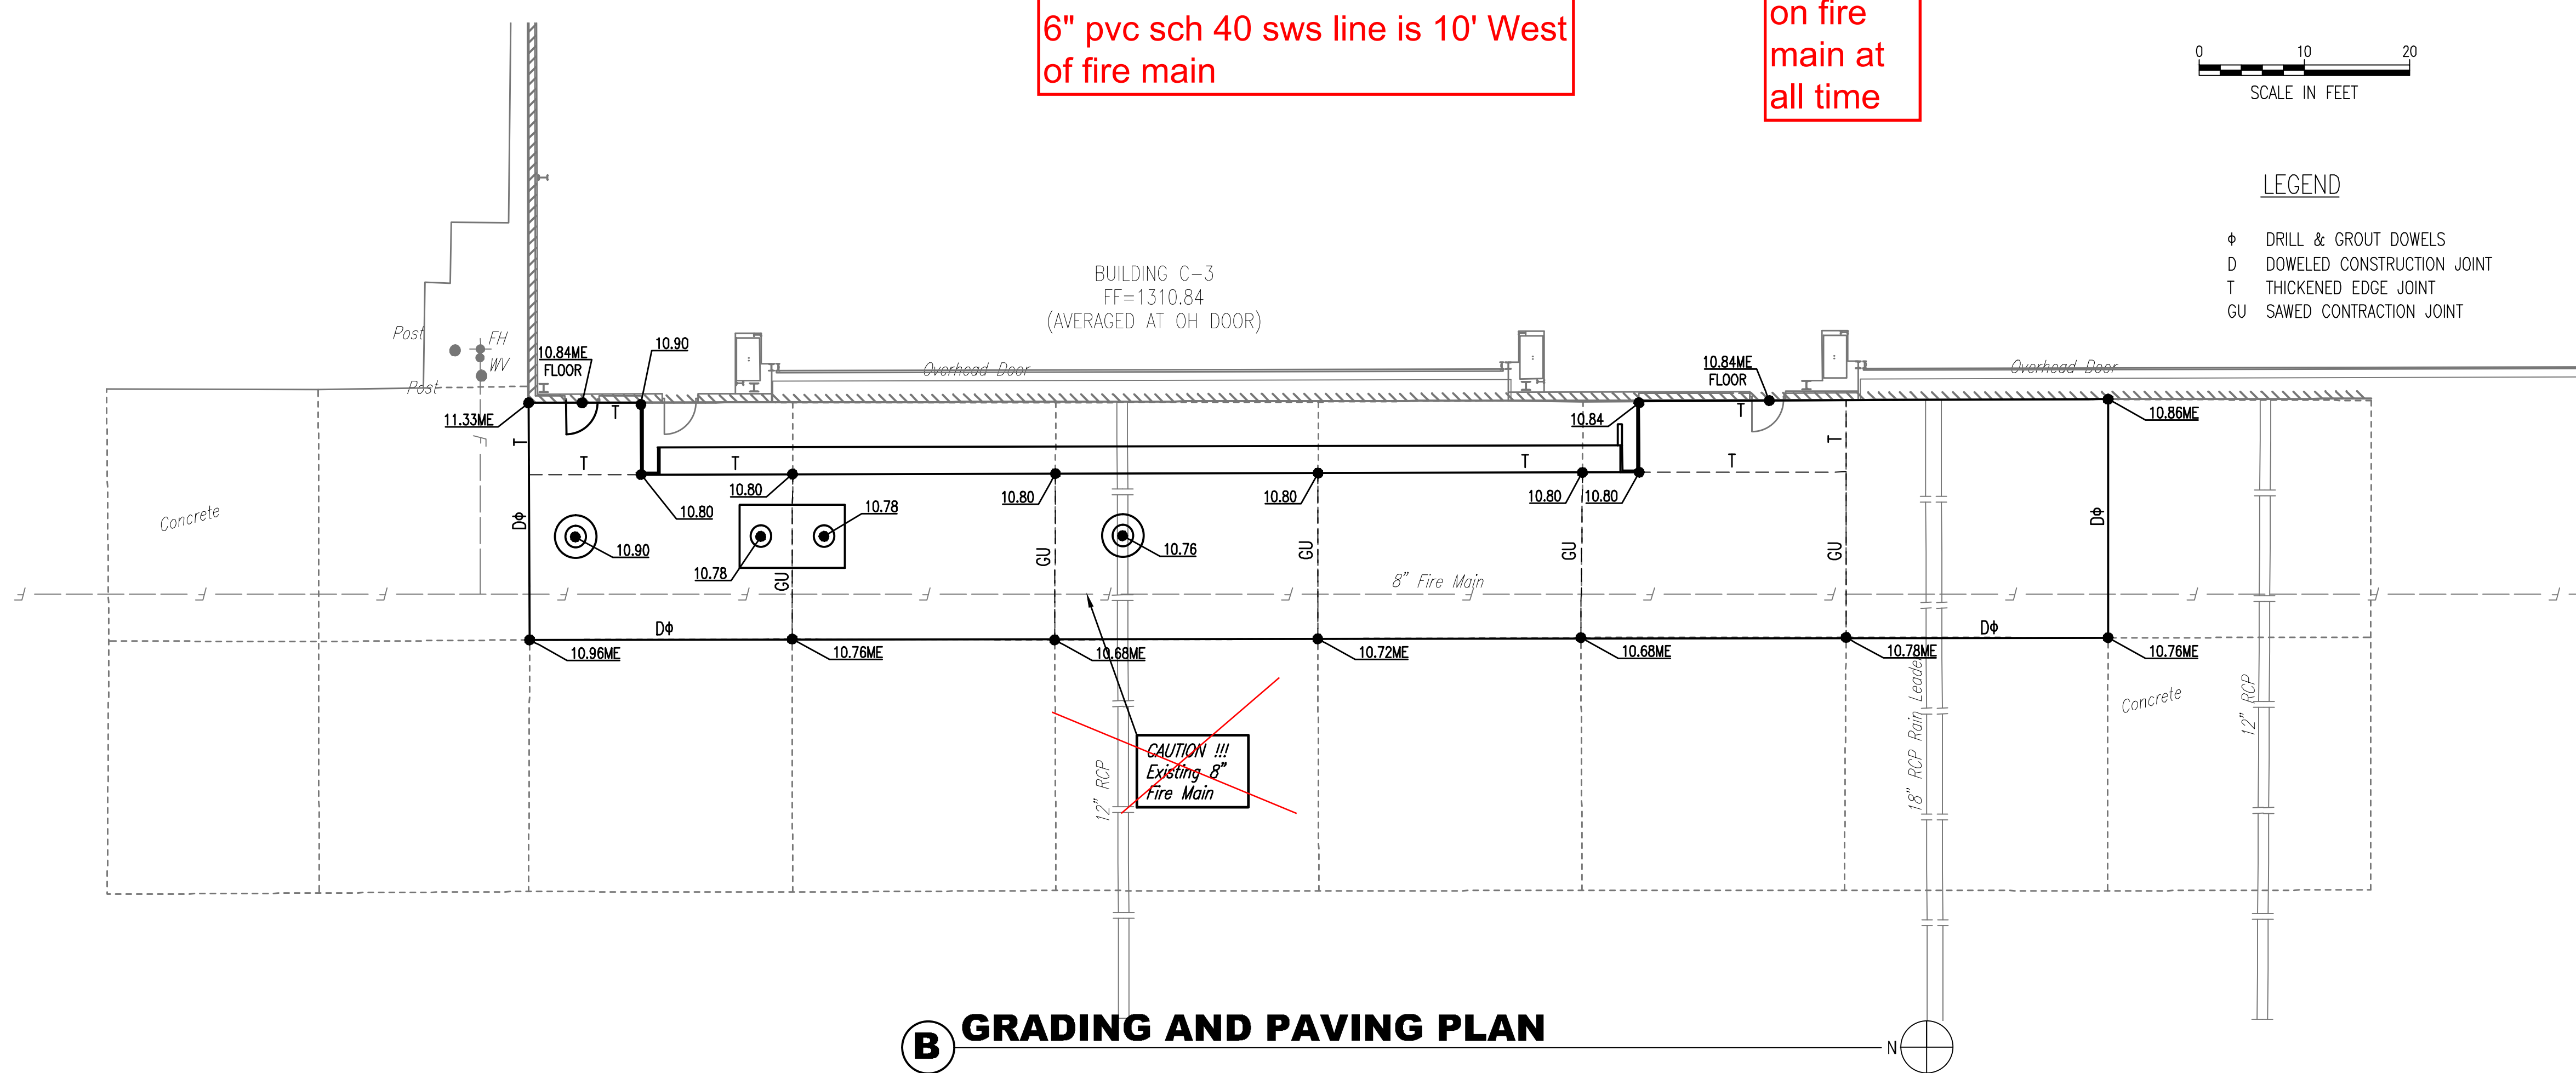 6" pvc sch 40 sws line is 10' West
of fire main
on fire
main at
all time
0 10 20
SCALE IN FEET
LEGEND
ϕ DRILL & GROUT DOWELS
D DOWELED CONSTRUCTION JOINT
T THICKENED EDGE JOINT
GU SAWED CONTRACTION JOINT
BUILDING C-3
FF=1310.84
(AVERAGED AT OH DOOR)
Post
FH
WV
Post
10.84ME
FLOOR
10.90
Overhead Door
10.84ME
FLOOR
Overhead Door
11.33ME
T
10.84
T
10.86ME
T
T
T
T
T
T
10.80
10.80
10.80
10.80
10.80
10.80
Concrete
Dϕ
10.90
10.78
10.78
GU
GU
10.76
GU
GU
GU
Dϕ
8" Fire Main
F F F F F F F F F F F F F F F
F
Dϕ
Dϕ
10.96ME
10.76ME
10.68ME
10.72ME
10.68ME
10.78ME
10.76ME
CAUTION !!!
Existing 8"
Fire Main
12" RCP
18" RCP Rain Leader
Concrete
12" RCP
B GRADING AND PAVING PLAN
N